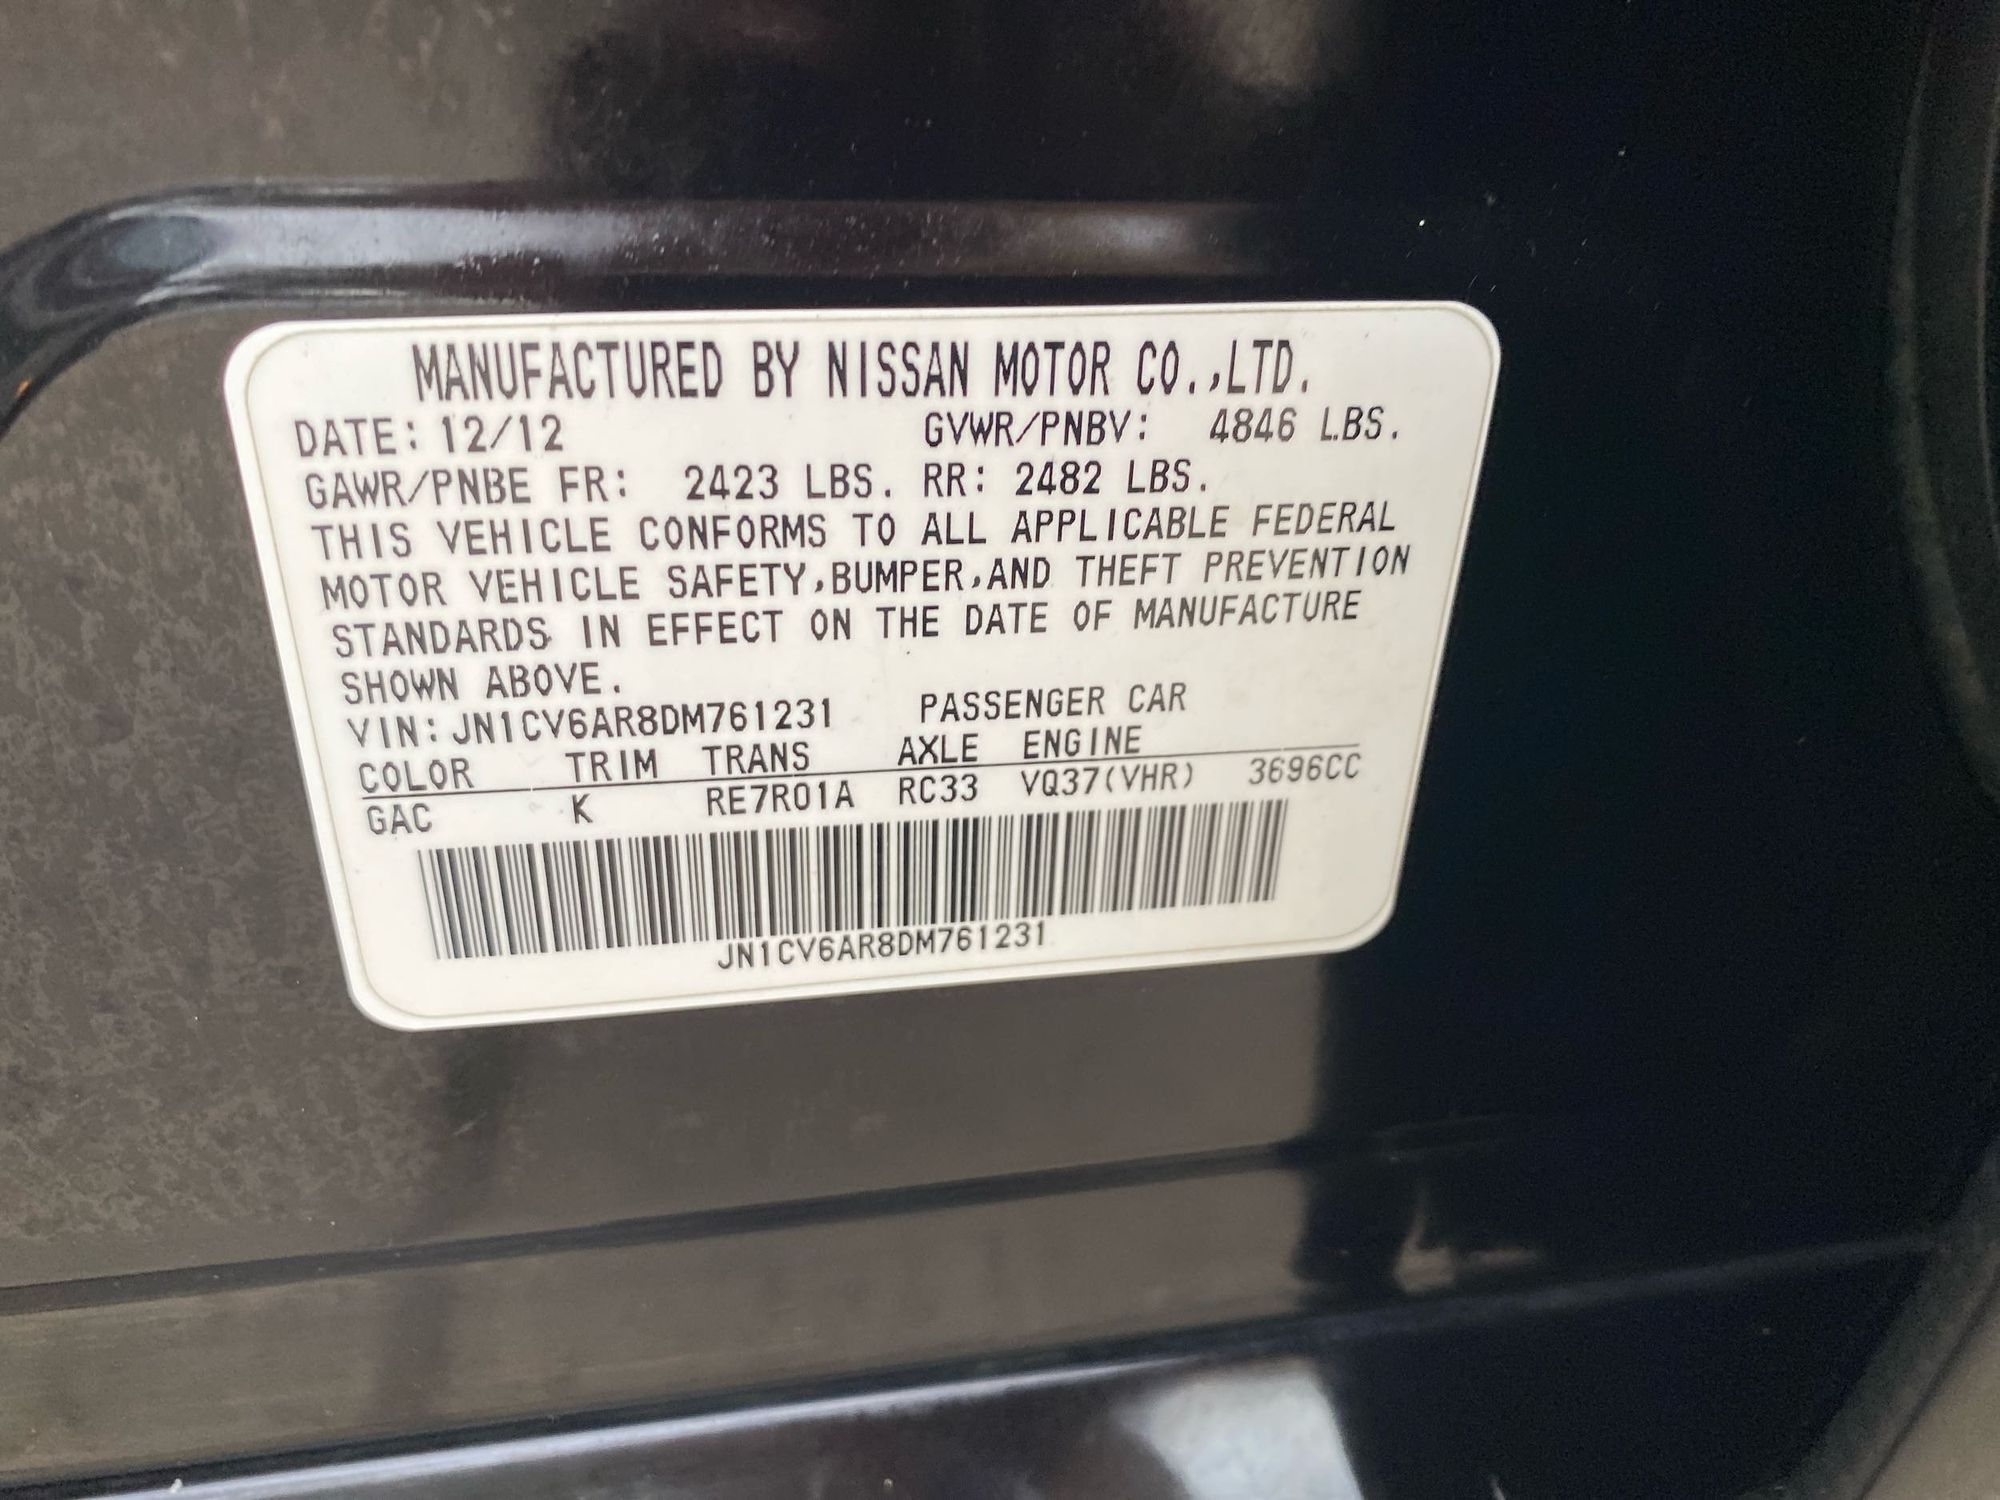 MANUFACTURED BY NISSAN MOTOR CO.,LTD.
DATE: 12/12 GVWR/PNBV: 4846 LBS.
GAWR/PNBE FR: 2423 LBS. RR: 2482 LBS.
THIS VEHICLE CONFORMS TO ALL APPLICABLE FEDERAL
MOTOR VEHICLE SAFETY,BUMPER,AND THEFT PREVENTION
STANDARDS IN EFFECT ON THE DATE OF MANUFACTURE
SHOWN ABOVE.
VIN: JN1CV6AR8DM761231 PASSENGER CAR
COLOR TRIM TRANS AXLE ENGINE
GAC K RE7R01A RC33 VQ37(VHR) 3696CC
JN1CV6AR8DM761231